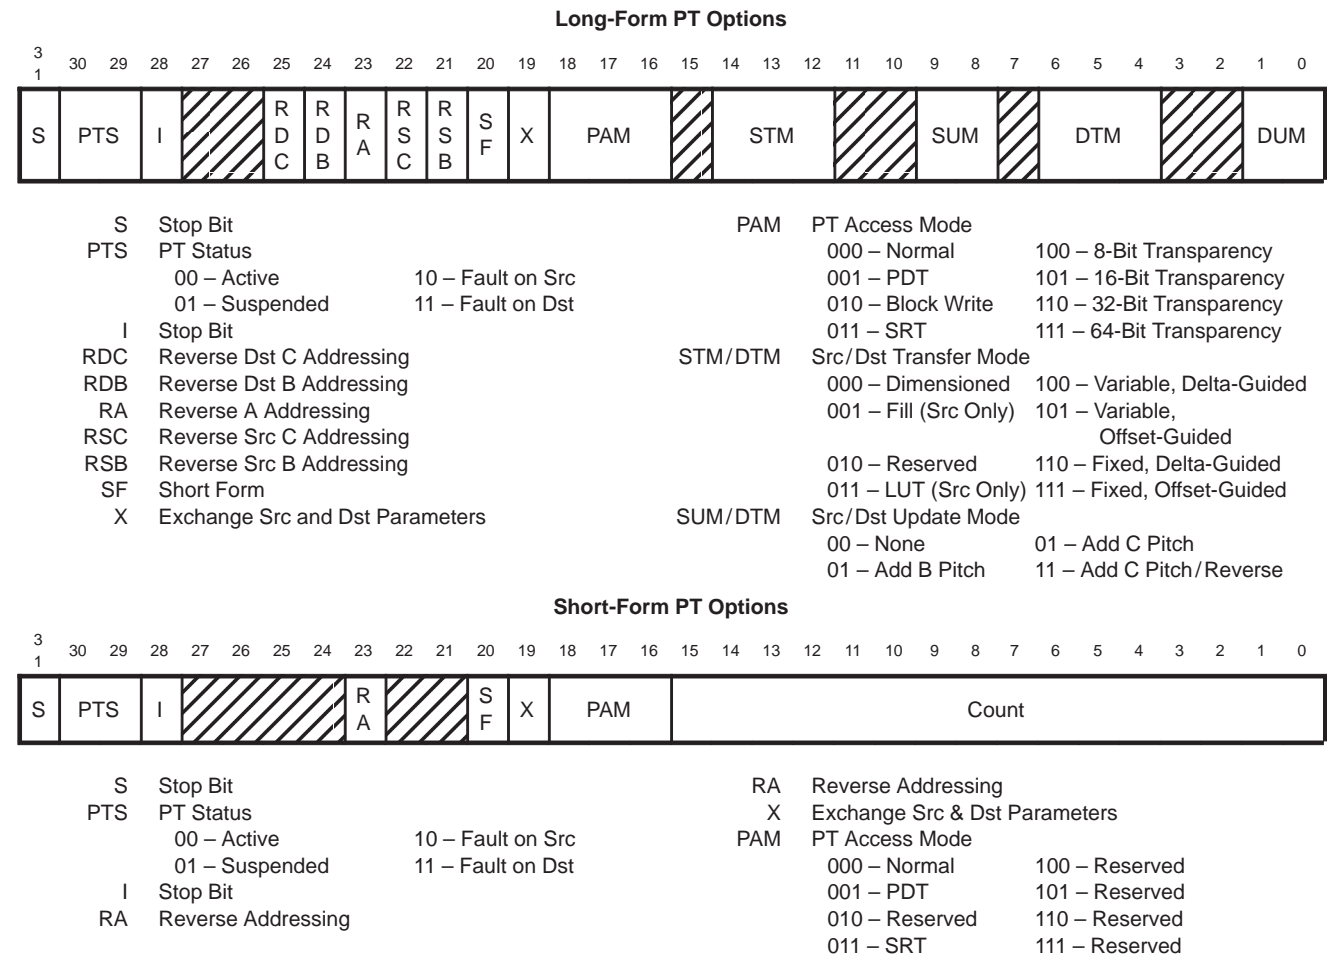 Long-Form PT Options
3
1 30 29 28 27 26 25 24 23 22 21 20 19 18 17 16 15 14 13 12 11 10 9 8 7 6 5 4 3 2 1 0
S PTS I RDC RDB RA RSC RSB SF X PAM STM SUM DTM DUM
S Stop Bit
PTS PT Status
00 – Active 10 – Fault on Src
01 – Suspended 11 – Fault on Dst
I Stop Bit
RDC Reverse Dst C Addressing
RDB Reverse Dst B Addressing
RA Reverse A Addressing
RSC Reverse Src C Addressing
RSB Reverse Src B Addressing
SF Short Form
X Exchange Src and Dst Parameters
PAM PT Access Mode
000 – Normal 100 – 8-Bit Transparency
001 – PDT 101 – 16-Bit Transparency
010 – Block Write 110 – 32-Bit Transparency
011 – SRT 111 – 64-Bit Transparency
STM/DTM Src/Dst Transfer Mode
000 – Dimensioned 100 – Variable, Delta-Guided
001 – Fill (Src Only) 101 – Variable,
Offset-Guided
010 – Reserved 110 – Fixed, Delta-Guided
011 – LUT (Src Only) 111 – Fixed, Offset-Guided
SUM/DTM Src/Dst Update Mode
00 – None 01 – Add C Pitch
01 – Add B Pitch 11 – Add C Pitch/Reverse
Short-Form PT Options
3
1 30 29 28 27 26 25 24 23 22 21 20 19 18 17 16 15 14 13 12 11 10 9 8 7 6 5 4 3 2 1 0
S PTS I RA SF X PAM Count
S Stop Bit
PTS PT Status
00 – Active 10 – Fault on Src
01 – Suspended 11 – Fault on Dst
I Stop Bit
RA Reverse Addressing
RA Reverse Addressing
X Exchange Src & Dst Parameters
PAM PT Access Mode
000 – Normal 100 – Reserved
001 – PDT 101 – Reserved
010 – Reserved 110 – Reserved
011 – SRT 111 – Reserved